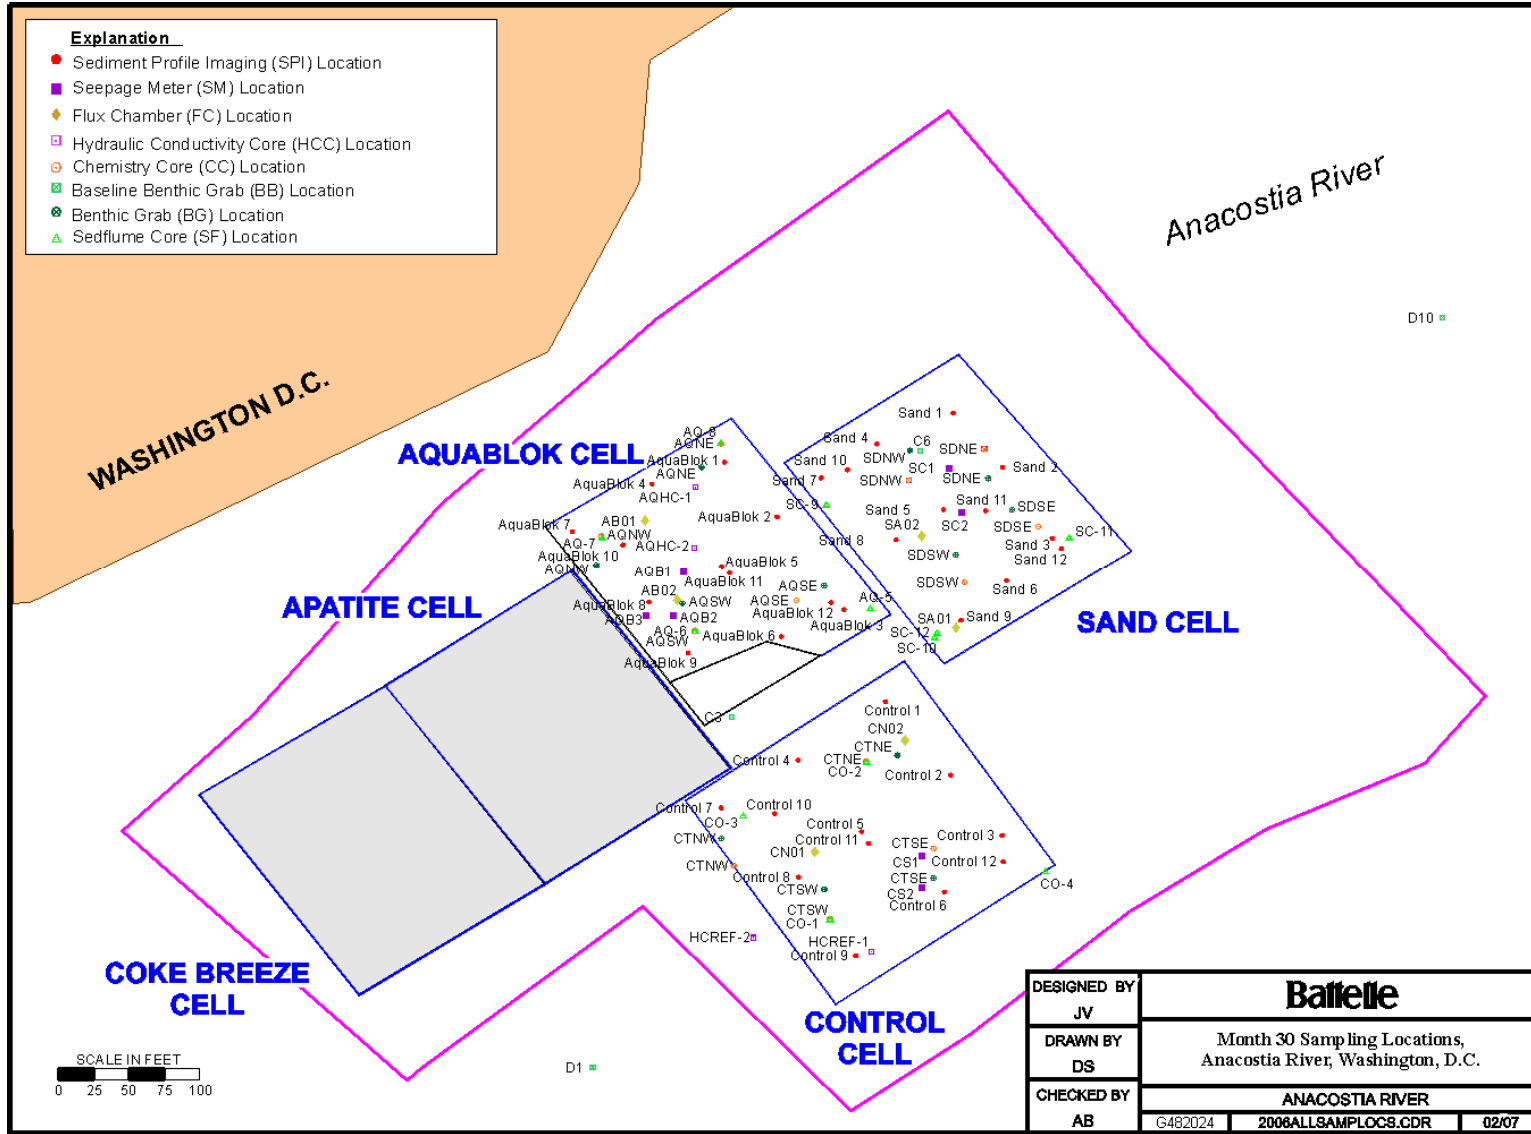 Explanation
Sediment Profile Imaging (SPI) Location
Seepage Meter (SM) Location
Flux Chamber (FC) Location
Hydraulic Conductivity Core (HCC) Location
Chemistry Core (CC) Location
Baseline Benthic Grab (BB) Location
Benthic Grab (BG) Location
Sedflume Core (SF) Location
Anacostia River
WASHINGTON D.C.
D10
AQUABLOK CELL
AQ-8
AQNE
AquaBlok 1
AQNE
AquaBlok 4
AQHC-1
AquaBlok 2
AB01
AquaBlok 7
AQNW
AQ-7
AQHC-2
AquaBlok 10
AQNW
AquaBlok 5
AQB1
AquaBlok 11
AB02
AQSE
AquaBlok 8
AQSW
AQSE
AQ-5
AquaBlok 12
AQB3
AQB2
AquaBlok 3
AQ-6
AquaBlok 6
AQSW
AquaBlok 9
Sand 1
Sand 4
C6
SDNW
SDNE
Sand 10
SC1
Sand 2
Sand 7
SDNW
SDNE
SC-9
Sand 5
Sand 11
SDSE
SA02
SC2
SDSE
SC-11
Sand 8
Sand 3
SDSW
Sand 12
SDSW
Sand 6
SA01
Sand 9
SC-12
SC-10
SAND CELL
APATITE CELL
C3
Control 1
CN02
CTNE
Control 4
CTNE
CO-2
Control 2
Control 7
Control 10
CO-3
Control 5
Control 3
CTNW
Control 11
CTSE
CN01
CS1
Control 12
CTNW
Control 8
CTSE
CO-4
CTSW
CS2
Control 6
CTSW
CO-1
HCREF-2
HCREF-1
Control 9
COKE BREEZE
CELL
CONTROL
CELL
D1
SCALE IN FEET
0 25 50 75 100
DESIGNED BY
JV
DRAWN BY
DS
CHECKED BY
AB
Battelle
Month 30 Sampling Locations,
Anacostia River, Washington, D.C.
ANACOSTIA RIVER
G482024 2006ALLSAMPLOCS.CDR 02/07